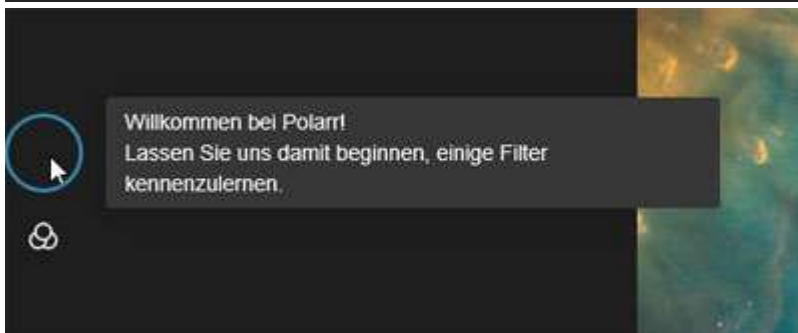 Willkommen bei Polarr!
Lassen Sie uns damit beginnen, einige Filter
kennenzulernen.